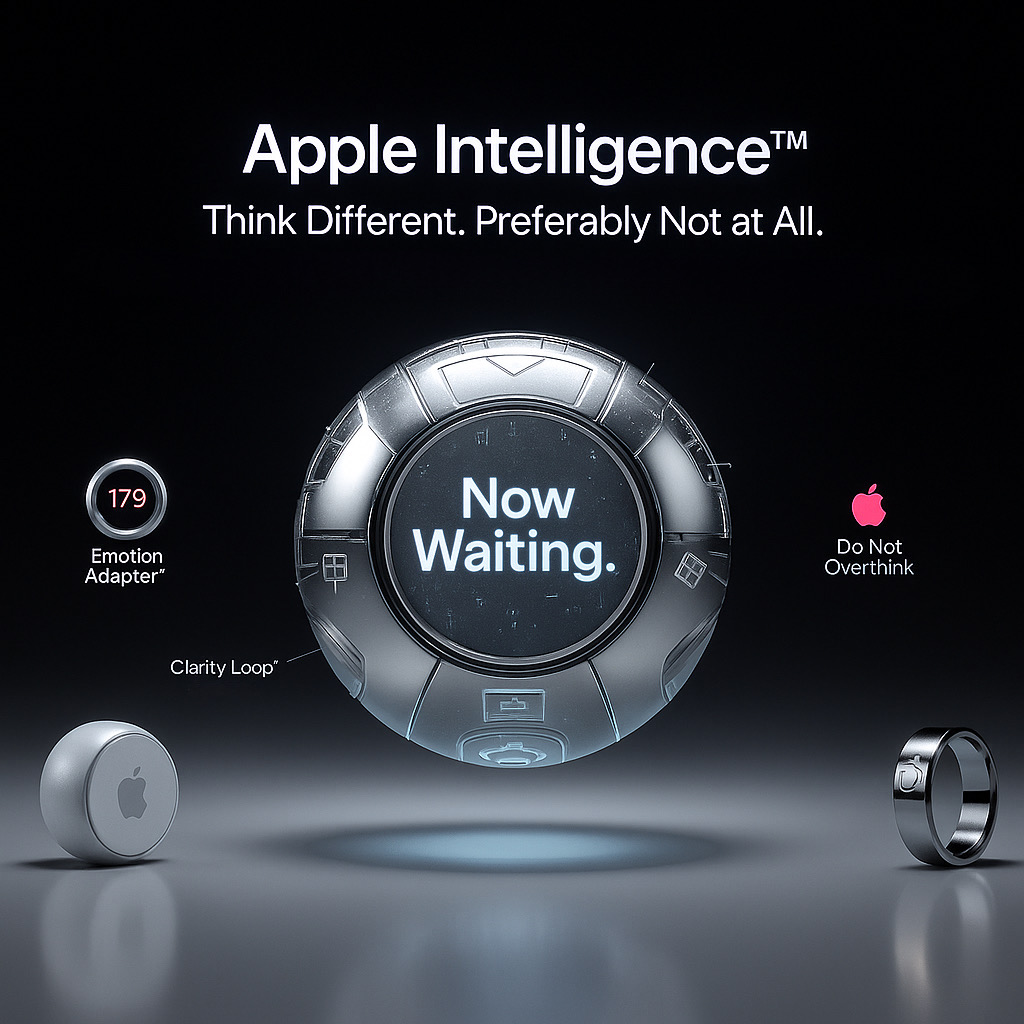 Apple Intelligence™
Think Different. Preferably Not at All.
Now
Waiting.
179
Emotion
Adapter”
Do Not
Overthink
Clarity Loop”